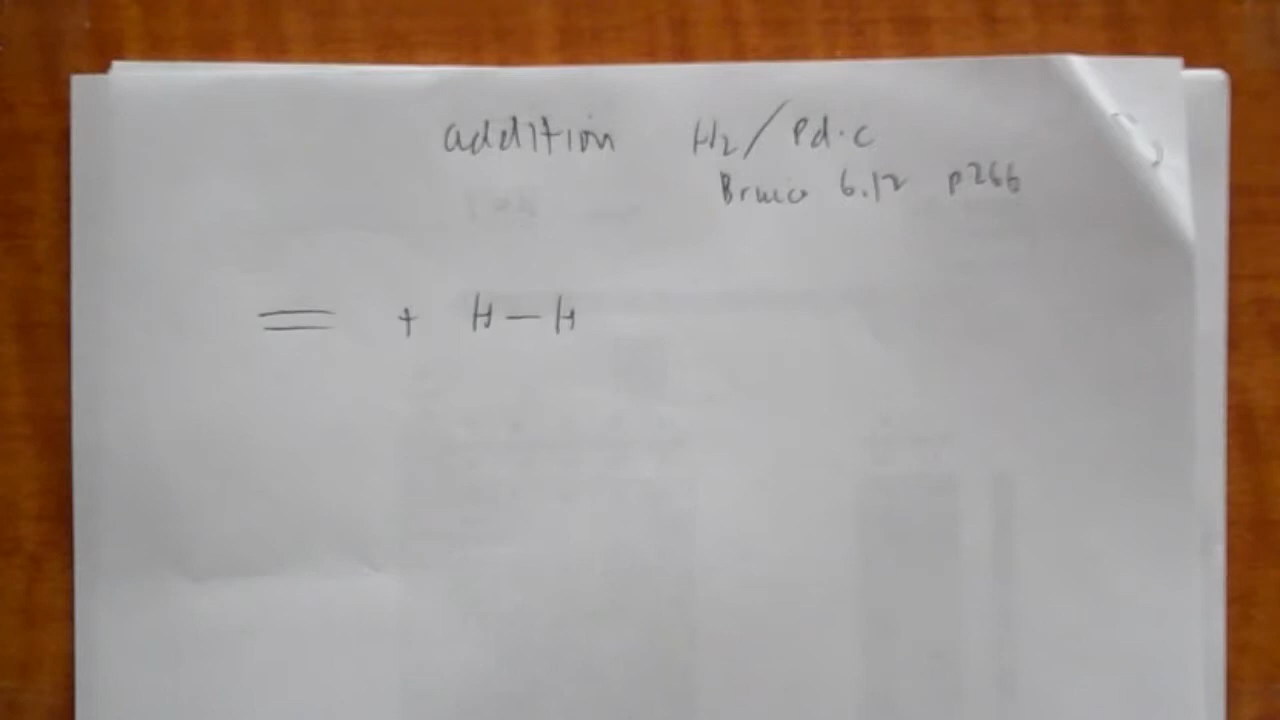 addition H₂/Pd·C
Bruice 6.12 p266
= + H—H